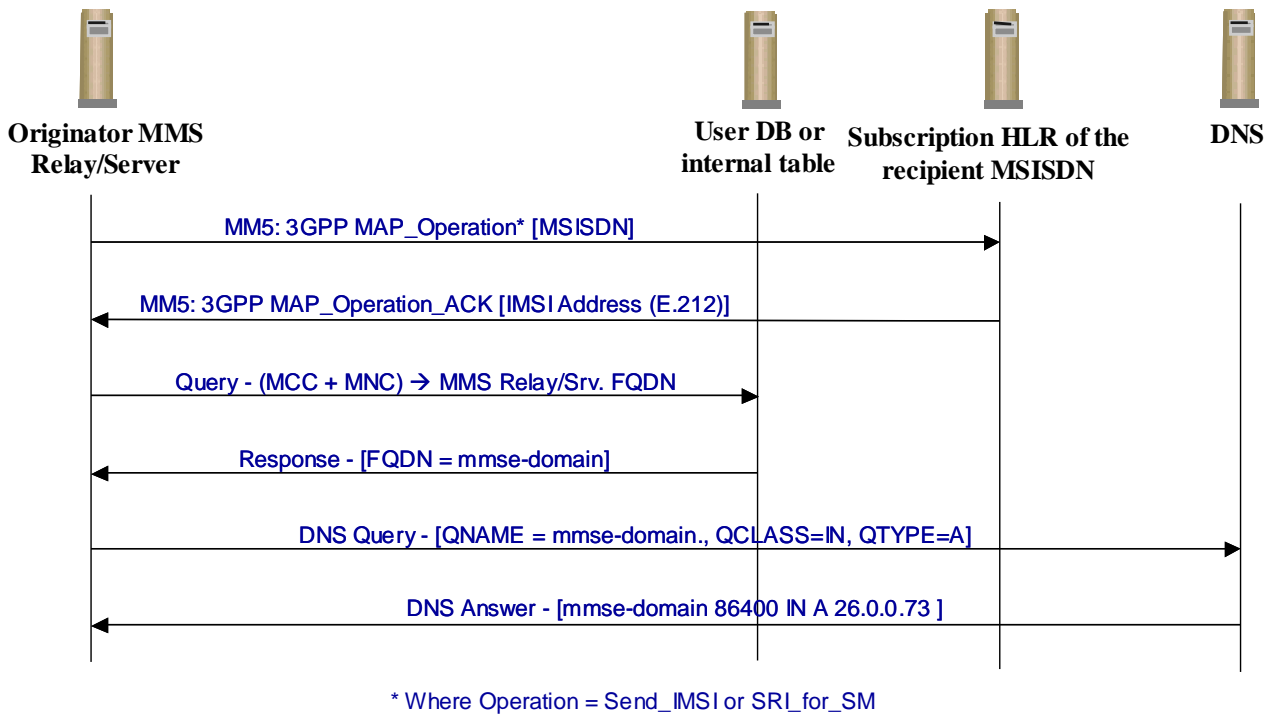 Originator MMS
Relay/Server
User DB or
internal table
Subscription HLR of the
recipient MSISDN
DNS
MM5: 3GPP MAP_Operation* [MSISDN]
MM5: 3GPP MAP_Operation_ACK [IMSI Address (E.212)]
Query - (MCC + MNC) → MMS Relay/Srv. FQDN
Response - [FQDN = mmse-domain]
DNS Query - [QNAME = mmse-domain., QCLASS=IN, QTYPE=A]
DNS Answer - [mmse-domain 86400 IN A 26.0.0.73 ]
* Where Operation = Send_IMSI or SRI_for_SM